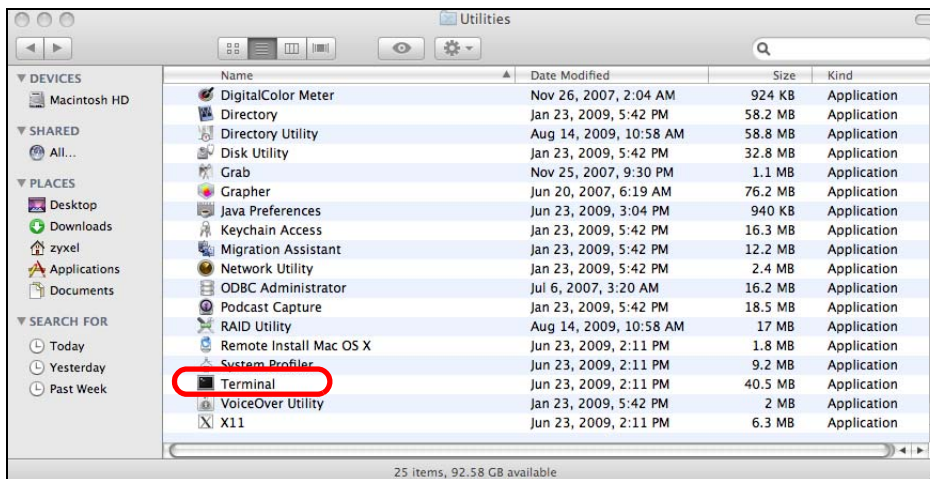 Utilities
Name Date Modified Size Kind
DEVICES
Macintosh HD
SHARED
All...
PLACES
Desktop
Downloads
zyxel
Applications
Documents
SEARCH FOR
Today
Yesterday
Past Week
DigitalColor Meter Nov 26, 2007, 2:04 AM 924 KB Application
Directory Jan 23, 2009, 5:42 PM 58.2 MB Application
Directory Utility Aug 14, 2009, 10:58 AM 58.8 MB Application
Disk Utility Jan 23, 2009, 5:42 PM 32.8 MB Application
Grab Nov 25, 2007, 9:30 PM 1.1 MB Application
Grapher Jun 20, 2007, 6:19 AM 76.2 MB Application
Java Preferences Jun 23, 2009, 3:04 PM 940 KB Application
Keychain Access Jan 23, 2009, 5:42 PM 16.3 MB Application
Migration Assistant Jan 23, 2009, 5:42 PM 12.2 MB Application
Network Utility Jan 23, 2009, 5:42 PM 2.4 MB Application
ODBC Administrator Jul 6, 2007, 3:20 AM 16.2 MB Application
Podcast Capture Jan 23, 2009, 5:42 PM 18.5 MB Application
RAID Utility Aug 14, 2009, 10:58 AM 17 MB Application
Remote Install Mac OS X Jun 23, 2009, 2:11 PM 1.8 MB Application
System Profiler Jun 23, 2009, 2:11 PM 9.2 MB Application
Terminal Jun 23, 2009, 2:11 PM 40.5 MB Application
VoiceOver Utility Jan 23, 2009, 5:42 PM 2 MB Application
X11 Jun 23, 2009, 2:11 PM 6.3 MB Application
25 items, 92.58 GB available